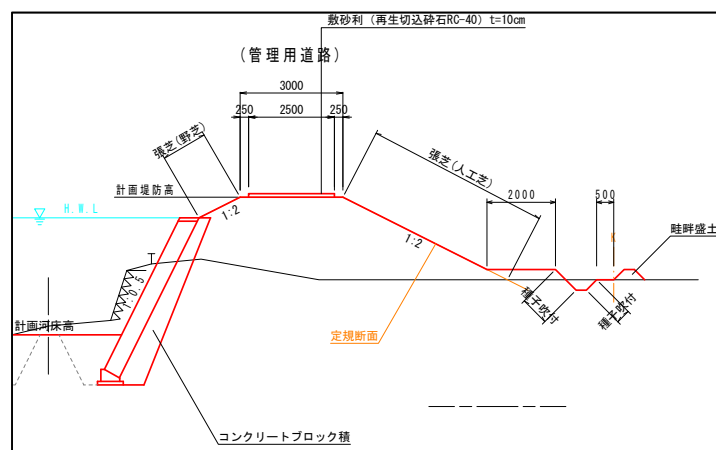 敷砂利（再生切込砕石RC-40）t=10cm
（管理用道路）
3000
250
2500
250
張芝(野芝)
張芝(人工芝)
計画堤防高
H.W.L
1:2
1:2
2000
500
K
畦畔盛土
T
1:0.5
計画河床高
種子吹付
種子吹付
定規断面
コンクリートブロック積